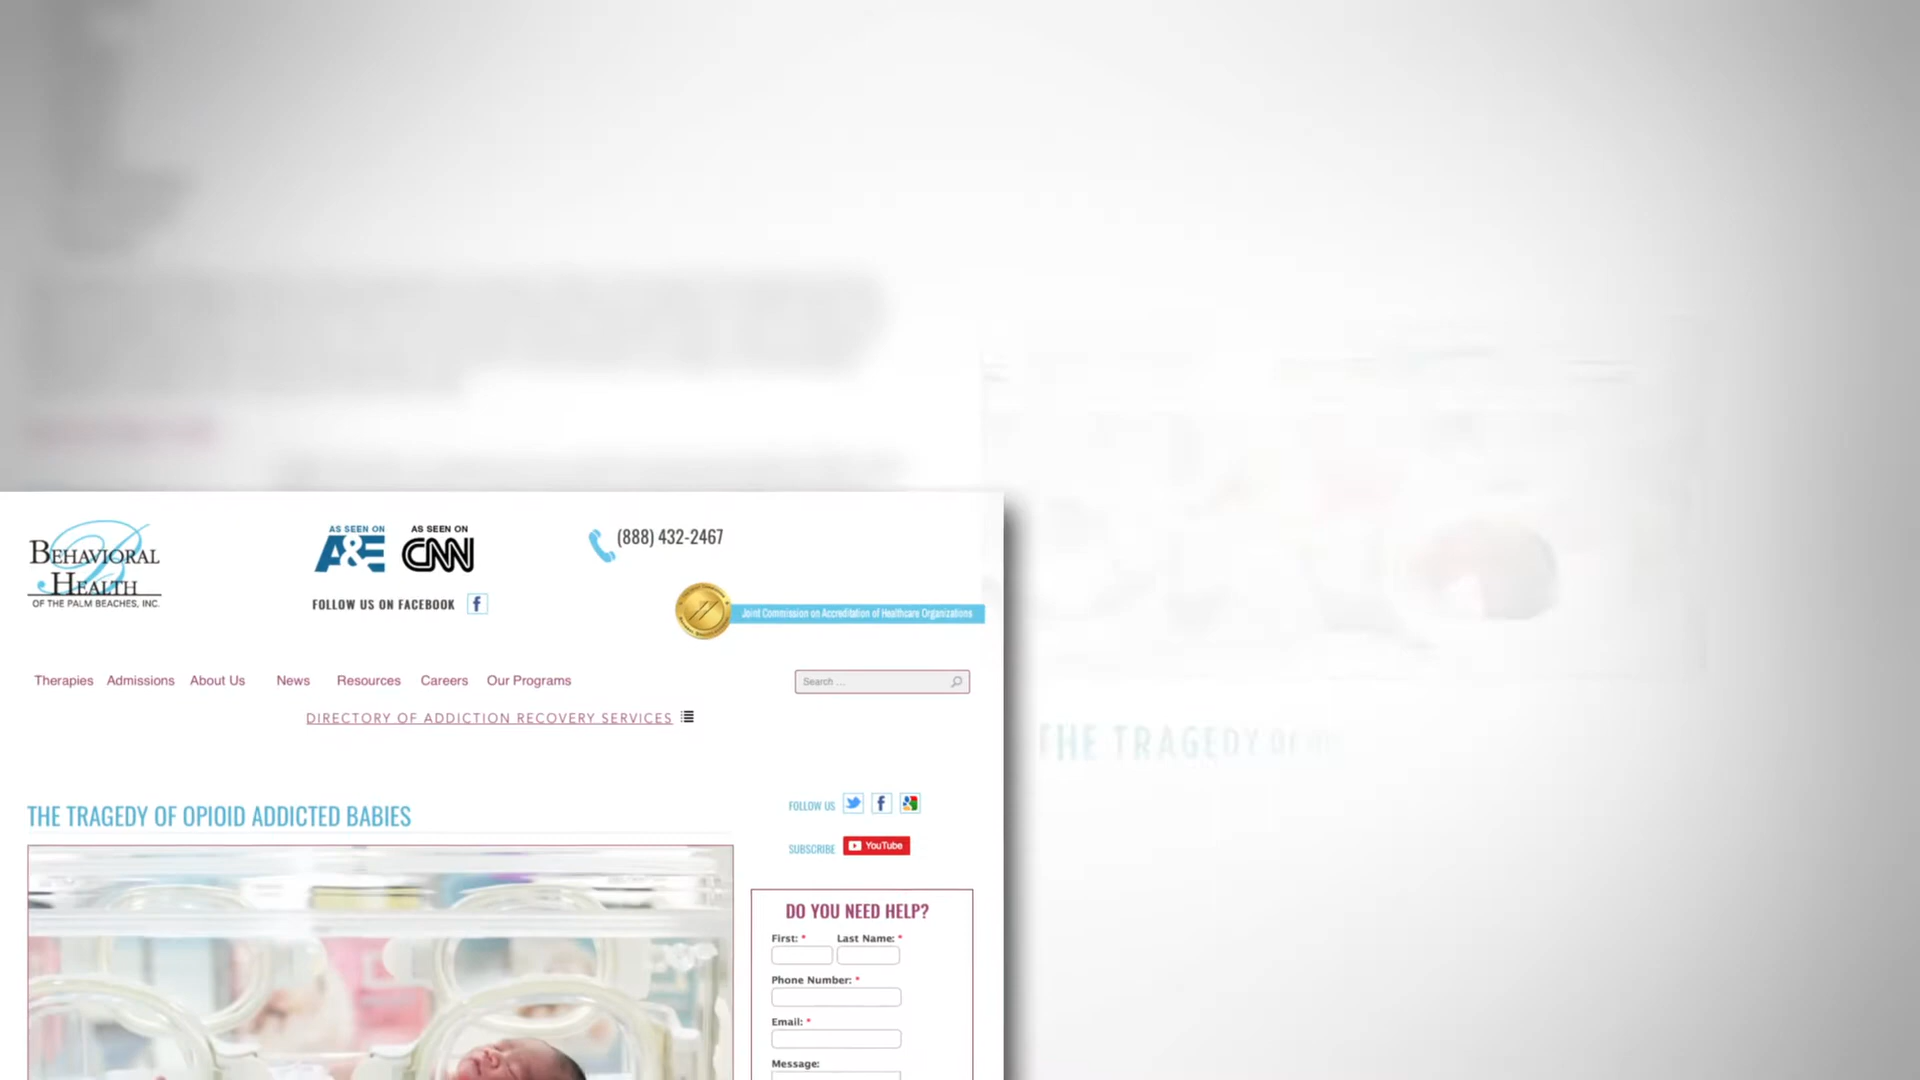 BEHAVIORAL
HEALTH
OF THE PALM BEACHES, INC.
AS SEEN ON
A&E
AS SEEN ON
CNN
FOLLOW US ON FACEBOOK
(888) 432-2467
Joint Commission on Accreditation of Healthcare Organizations
Therapies Admissions About Us News Resources Careers Our Programs
Search ...
DIRECTORY OF ADDICTION RECOVERY SERVICES
THE TRAGEDY OF OPIOID ADDICTED BABIES
FOLLOW US
SUBSCRIBE YouTube
DO YOU NEED HELP?
First: * Last Name: *
Phone Number: *
Email: *
Message:
THE TRAGEDY OF